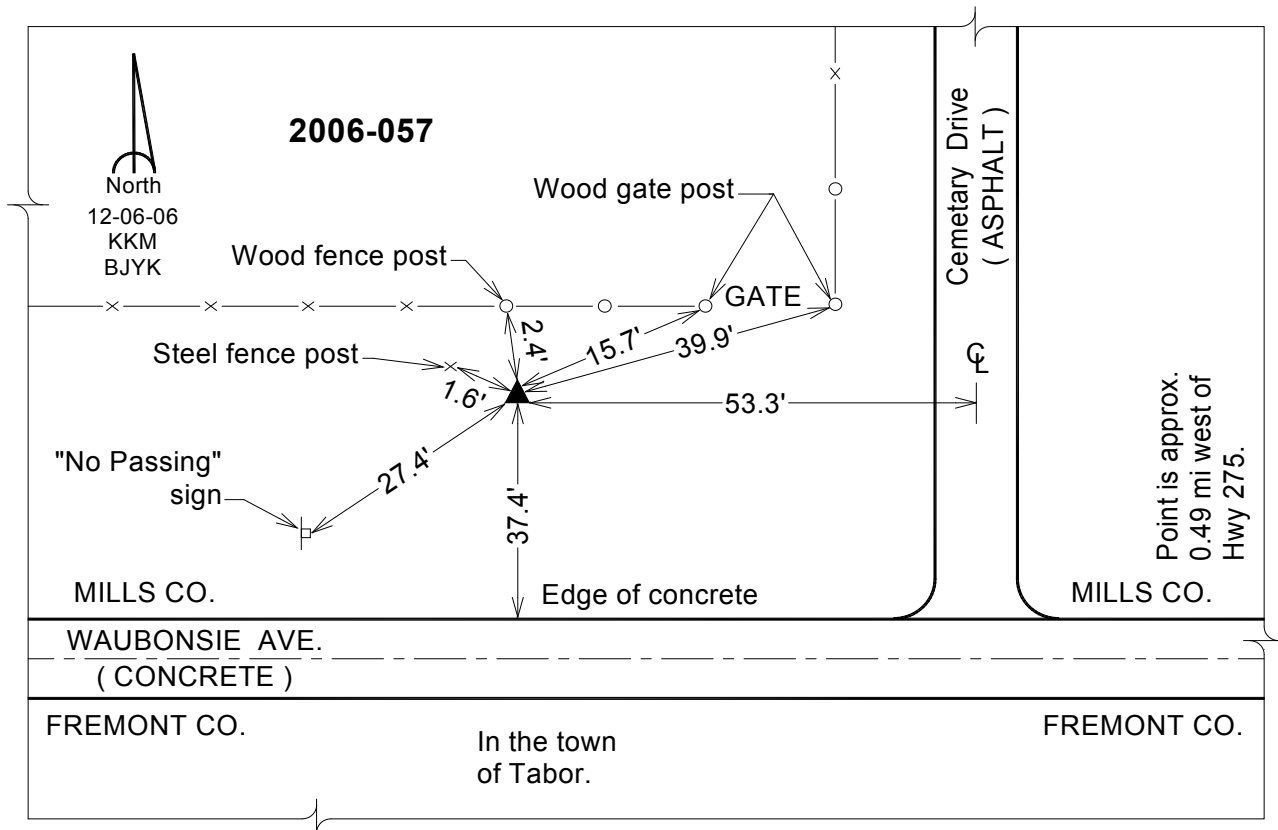 2006-057
North
12-06-06
KKM
BJYK
Cemetary Drive
( ASPHALT )
Wood gate post
Wood fence post
GATE
2.4'
15.7'
39.9'
Steel fence post
1.6'
℄
53.3'
"No Passing"
sign
27.4'
37.4'
Point is approx.
0.49 mi west of
Hwy 275.
MILLS CO.
Edge of concrete
MILLS CO.
WAUBONSIE AVE.
( CONCRETE )
FREMONT CO.
FREMONT CO.
In the town
of Tabor.